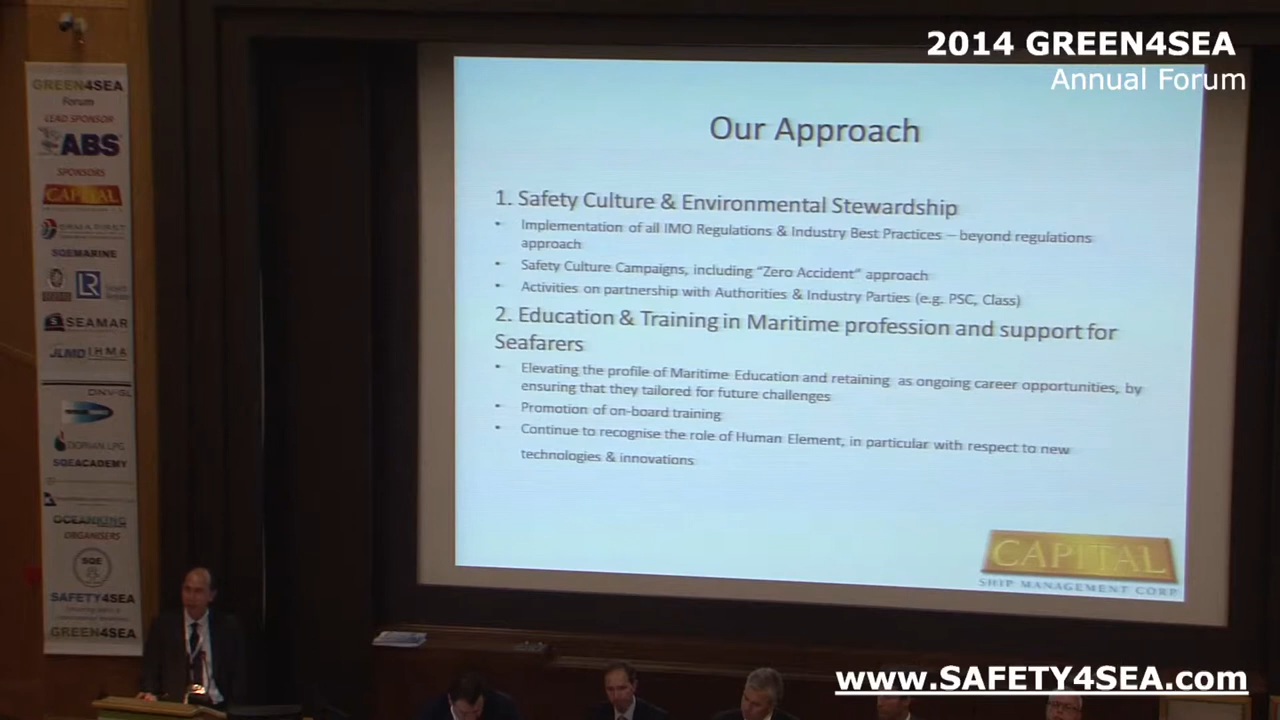 2014 GREEN4SEA
Annual Forum
GREEN4SEA
Forum
LEAD SPONSOR
ABS
SPONSORS
CAPITAL
SQEMARINE
LR
SEAMAR
JLMD IHMA
DNV·GL
DORIAN LPG
SQEACADEMY
OCEANKING
ORGANISERS
SQE
SAFETY4SEA
GREEN4SEA
Our Approach
1. Safety Culture & Environmental Stewardship
• Implementation of all IMO Regulations & Industry Best Practices – beyond regulations
approach
• Safety Culture Campaigns, including “Zero Accident” approach
• Activities on partnership with Authorities & Industry Parties (e.g. PSC, Class)
2. Education & Training in Maritime profession and support for
Seafarers
• Elevating the profile of Maritime Education and retaining as ongoing career opportunities, by
ensuring that they tailored for future challenges
• Promotion of on-board training
• Continue to recognise the role of Human Element, in particular with respect to new
technologies & innovations
CAPITAL
SHIP MANAGEMENT CORP
www.SAFETY4SEA.com